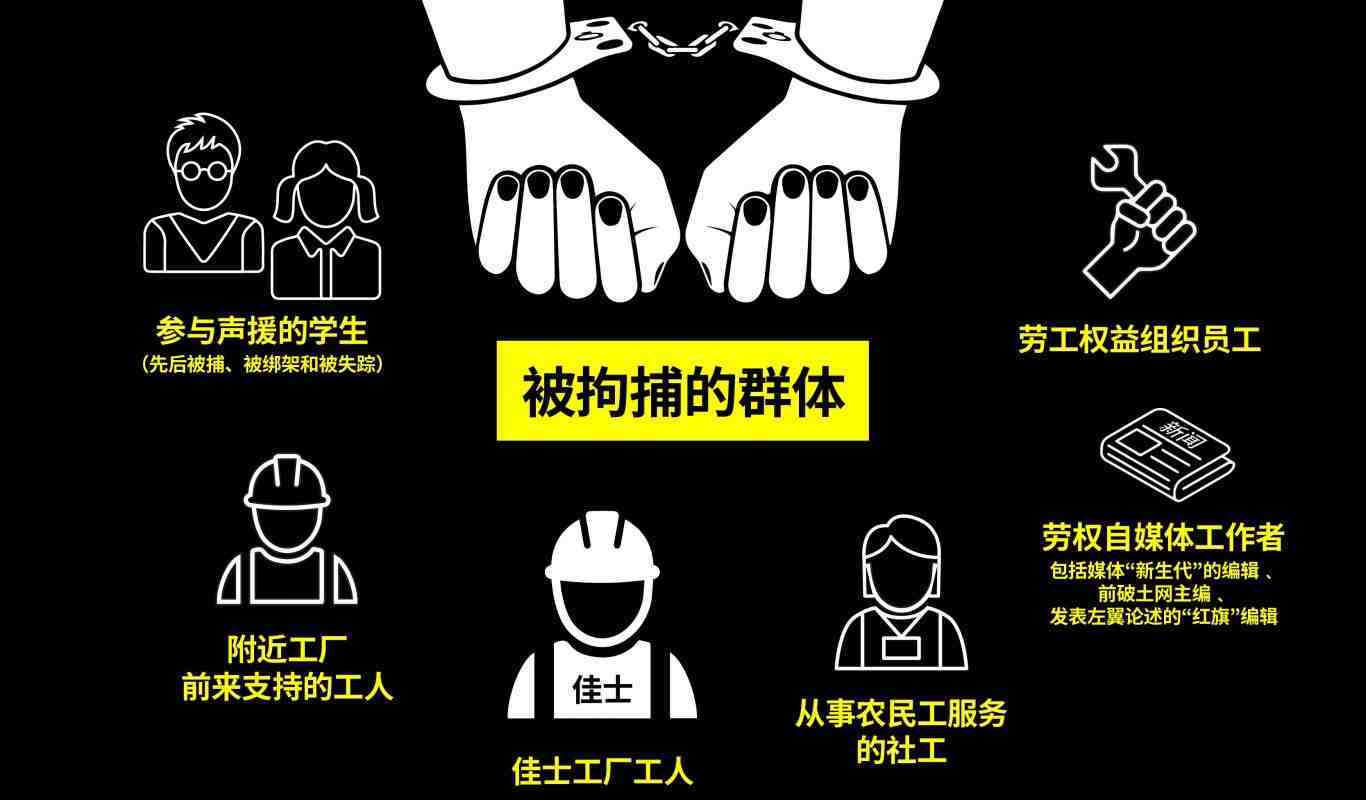 被拘捕的群体
参与声援的学生
（先后被捕、被绑架和被失踪）
附近工厂
前来支持的工人
佳士
佳士工厂工人
从事农民工服务
的社工
劳工权益组织员工
新闻
劳权自媒体工作者
包括媒体“新生代”的编辑、
前破土网主编、
发表左翼论述的“红旗”编辑